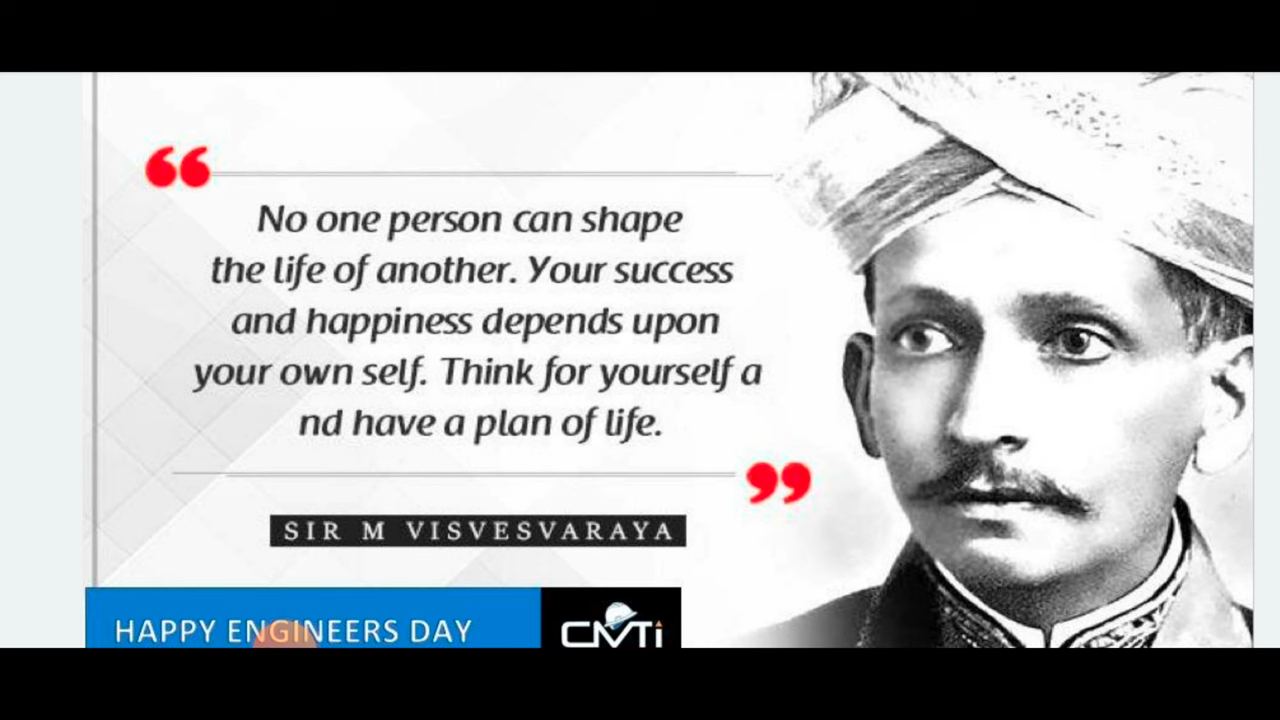 No one person can shape
the life of another. Your success
and happiness depends upon
your own self. Think for yourself a
nd have a plan of life.
SIR M VISVESVARAYA
HAPPY ENGINEERS DAY
CMTi